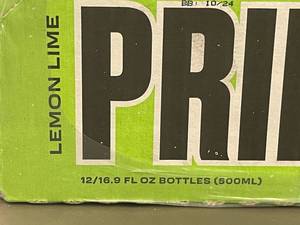 BB: 10/24
LEMON LIME
PRI
12/16.9 FL OZ BOTTLES (500ML)